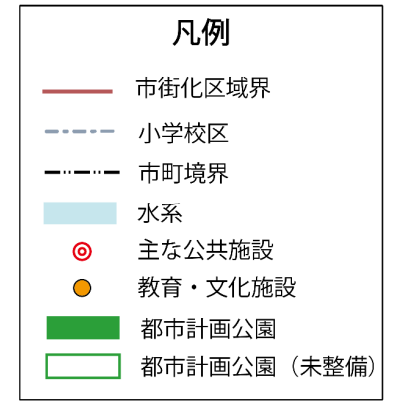 凡例
市街化区域界
小学校区
市町境界
水系
主な公共施設
教育・文化施設
都市計画公園
都市計画公園（未整備）